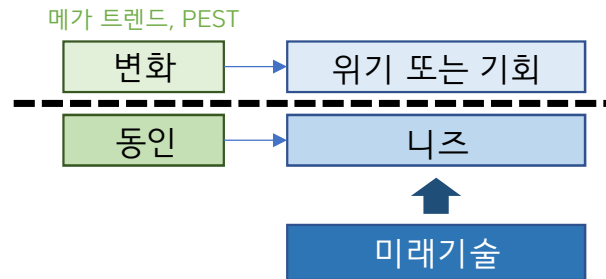 메가 트렌드, PEST
변화
위기 또는 기회
동인
니즈
미래기술